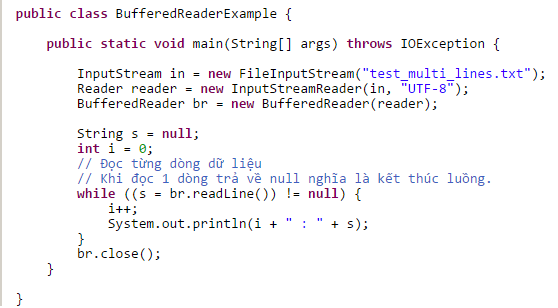 public class BufferedReaderExample {
public static void main(String[] args) throws IOException {
InputStream in = new FileInputStream("test_multi_lines.txt");
Reader reader = new InputStreamReader(in, "UTF-8");
BufferedReader br = new BufferedReader(reader);
String s = null;
int i = 0;
// Đọc từng dòng dữ liệu
// Khi đọc 1 dòng trả về null nghĩa là kết thúc luồng.
while ((s = br.readLine()) != null) {
i++;
System.out.println(i + " : " + s);
}
br.close();
}
}